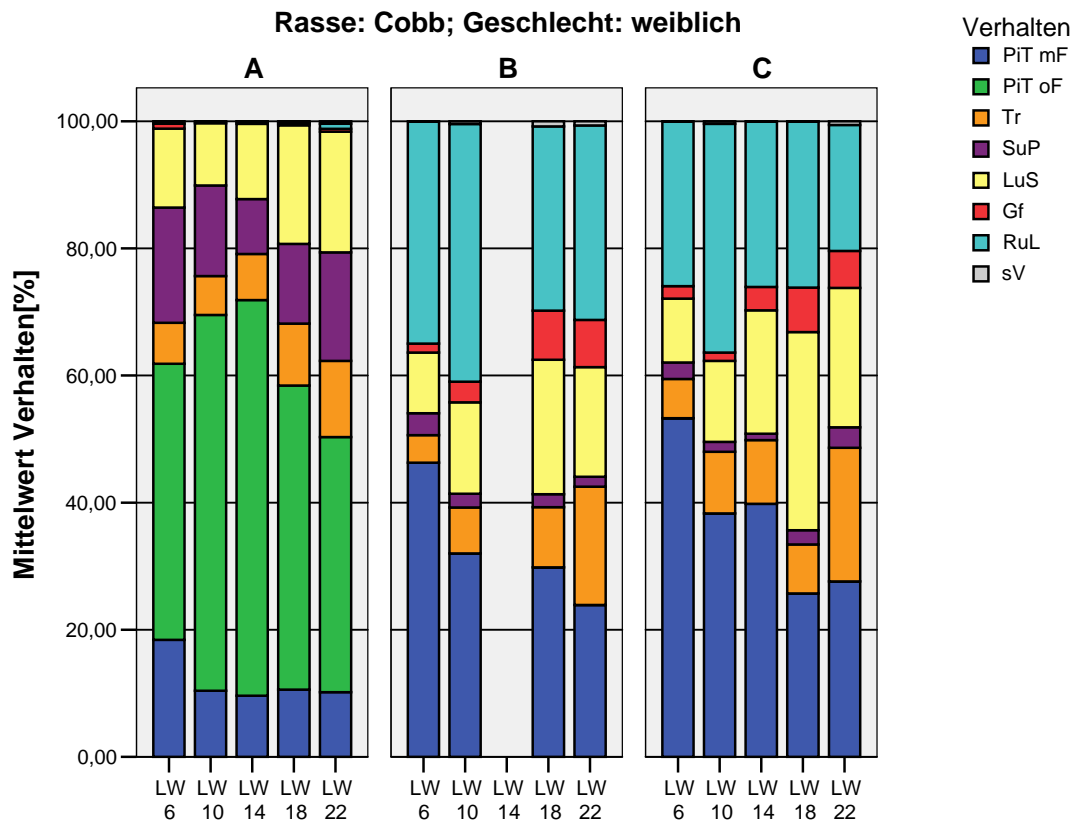 Rasse: Cobb; Geschlecht: weiblich
A
B
C
Verhalten
PiT mF
PiT oF
Tr
SuP
LuS
Gf
RuL
sV
Mittelwert Verhalten[%]
100,00
80,00
60,00
40,00
20,00
0,00
LW LW LW LW LW
6 10 14 18 22
LW LW LW LW LW
6 10 14 18 22
LW LW LW LW LW
6 10 14 18 22